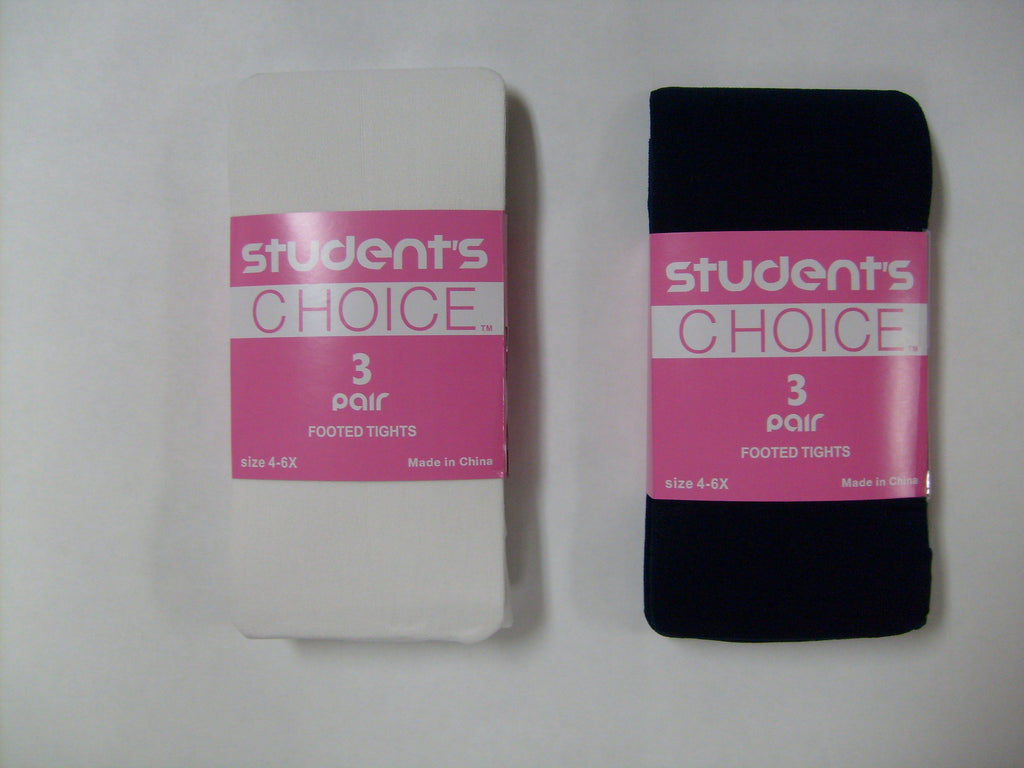 student's
CHOICE™
3
pair
FOOTED TIGHTS
size 4-6X Made in China
student's
CHOICE™
3
pair
FOOTED TIGHTS
size 4-6X Made in China